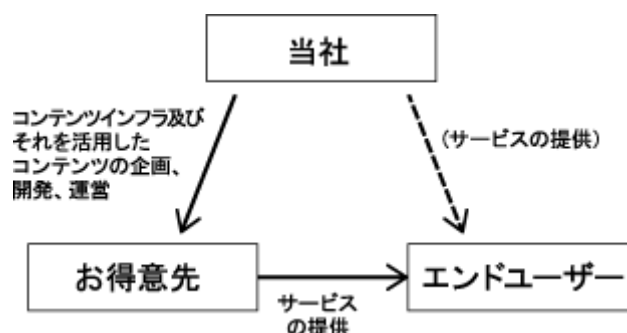 当社
コンテンツインフラ及び
それを活用した
コンテンツの企画、
開発、運営
(サービスの提供)
お得意先
サービス
の提供
エンドユーザー